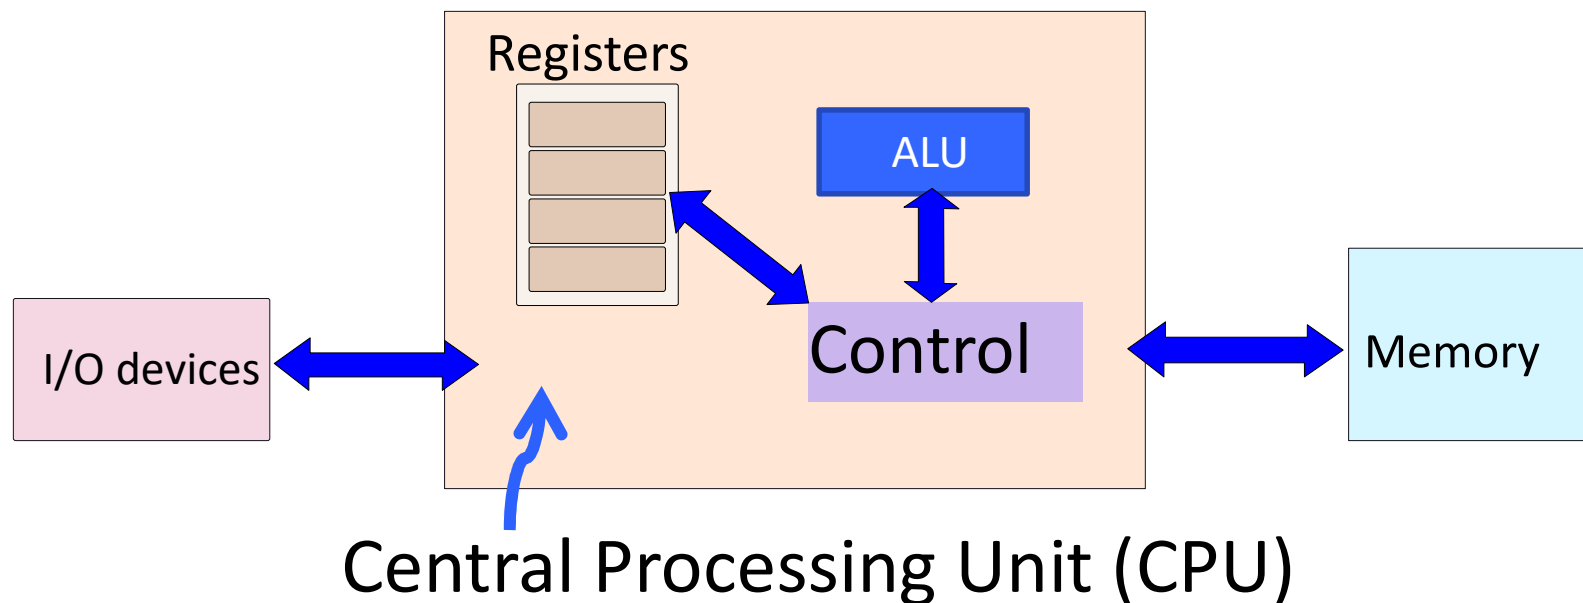 Registers
ALU
Control
I/O devices
Memory
Central Processing Unit (CPU)